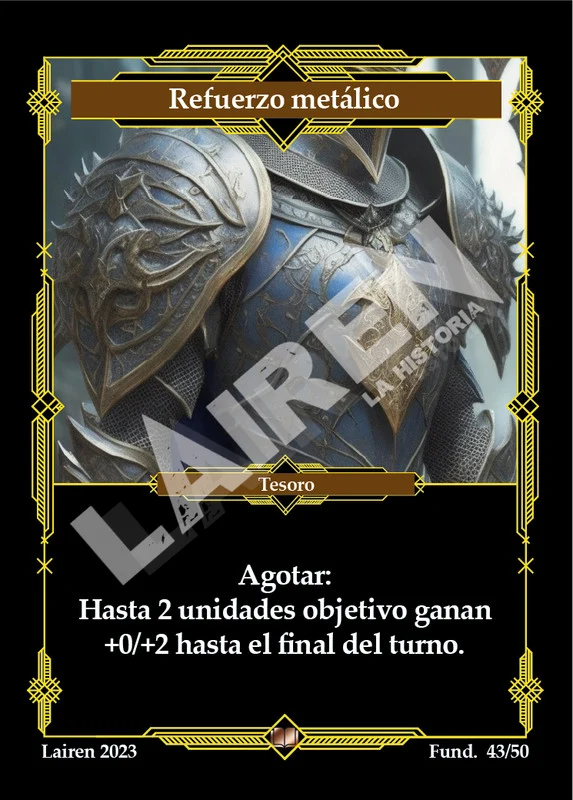 Refuerzo metálico
LAIREN
LA HISTORIA
Tesoro
Agotar:
Hasta 2 unidades objetivo ganan
+0/+2 hasta el final del turno.
Lairen 2023
Fund. 43/50